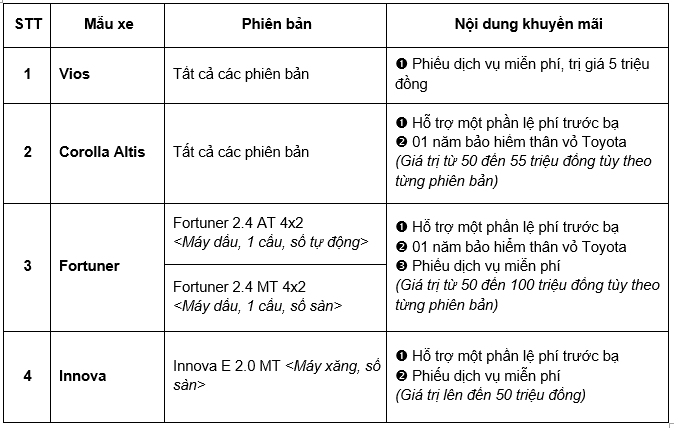 STT Mẫu xe Phiên bản Nội dung khuyến mãi
1 Vios Tất cả các phiên bản ❶ Phiếu dịch vụ miễn phí, trị giá 5 triệu
đồng
2 Corolla Altis Tất cả các phiên bản ❶ Hỗ trợ một phần lệ phí trước bạ
❷ 01 năm bảo hiểm thân vỏ Toyota
(Giá trị từ 50 đến 55 triệu đồng tùy theo
từng phiên bản)
3 Fortuner
Fortuner 2.4 AT 4x2
<Máy dầu, 1 cầu, số tự động>
Fortuner 2.4 MT 4x2
<Máy dầu, 1 cầu, số sàn>
❶ Hỗ trợ một phần lệ phí trước bạ
❷ 01 năm bảo hiểm thân vỏ Toyota
❸ Phiếu dịch vụ miễn phí
(Giá trị từ 50 đến 100 triệu đồng tùy theo
từng phiên bản)
4 Innova
Innova E 2.0 MT <Máy xăng, số
sàn>
❶ Hỗ trợ một phần lệ phí trước bạ
❷ Phiếu dịch vụ miễn phí
(Giá trị lên đến 50 triệu đồng)